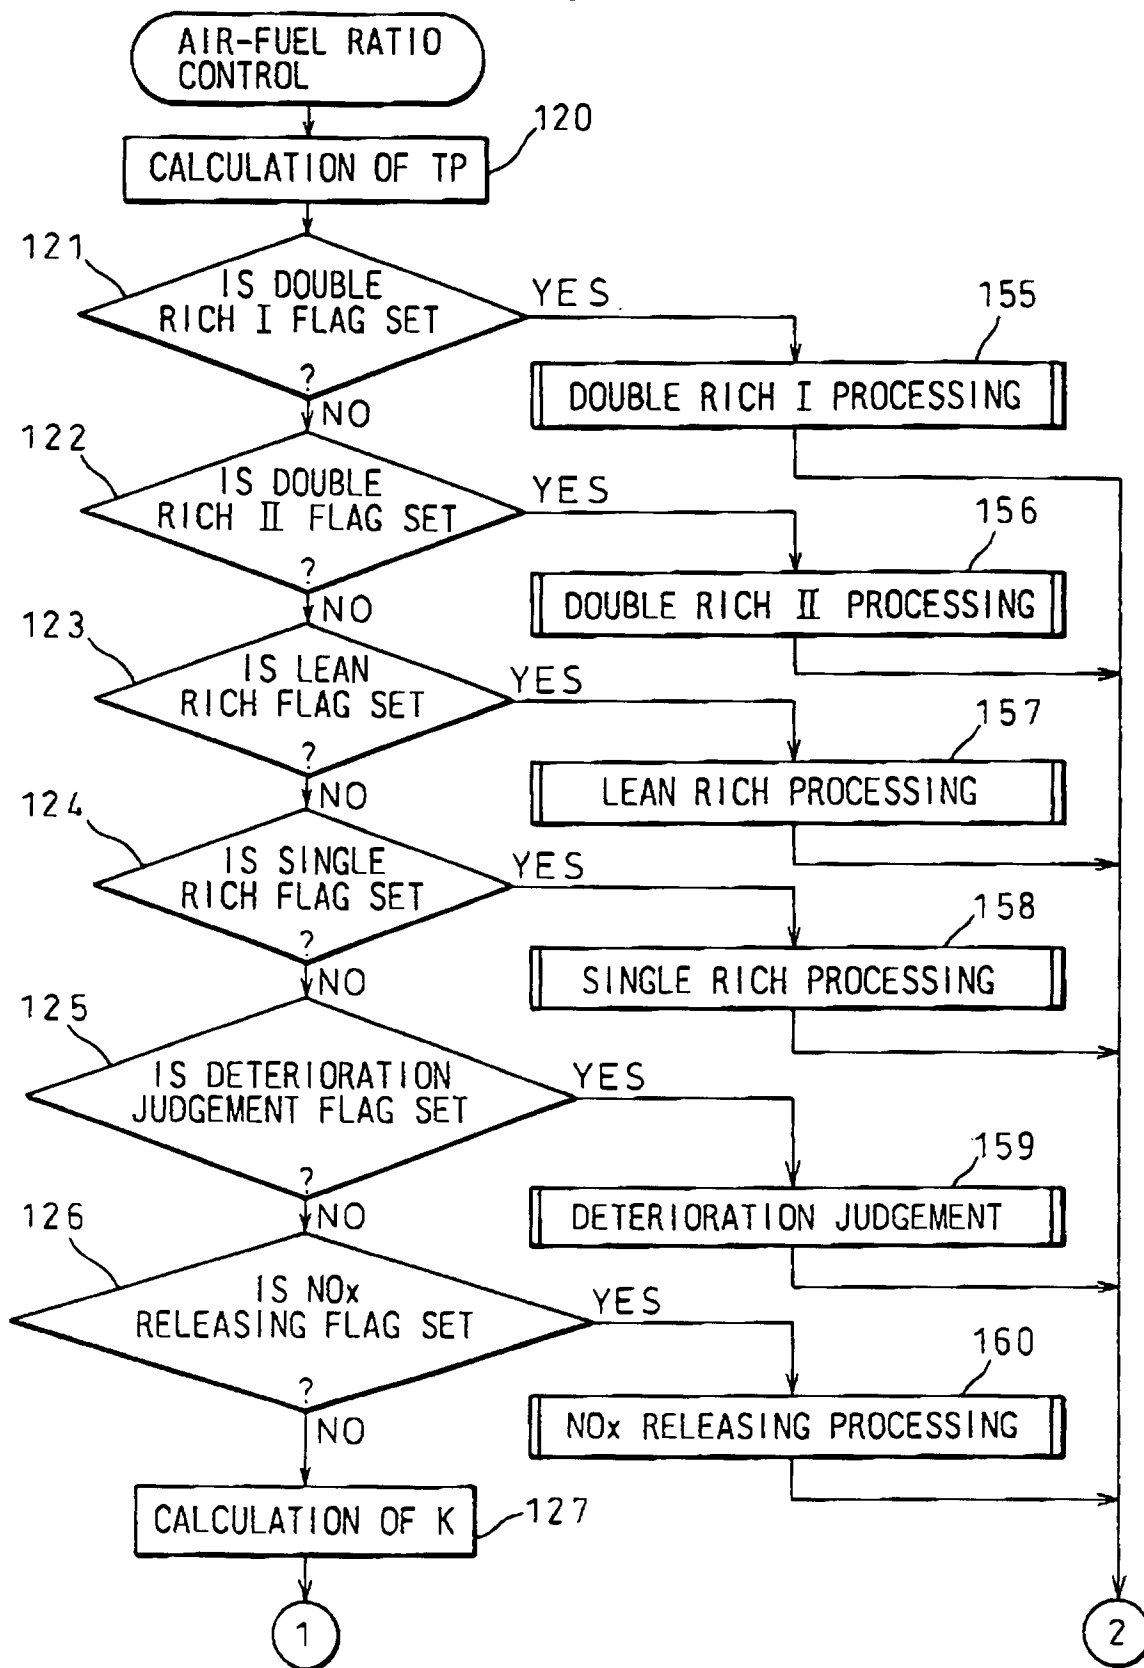 AIR-FUEL RATIO
CONTROL
120
CALCULATION OF TP
121
IS DOUBLE
RICH I FLAG SET
?
YES
NO
155
DOUBLE RICH I PROCESSING
122
IS DOUBLE
RICH II FLAG SET
?
YES
NO
156
DOUBLE RICH II PROCESSING
123
IS LEAN
RICH FLAG SET
?
YES
NO
157
LEAN RICH PROCESSING
124
IS SINGLE
RICH FLAG SET
?
YES
NO
158
SINGLE RICH PROCESSING
125
IS DETERIORATION
JUDGEMENT FLAG SET
?
YES
NO
159
DETERIORATION JUDGEMENT
126
IS NOx
RELEASING FLAG SET
?
YES
NO
160
NOx RELEASING PROCESSING
CALCULATION OF K
127
1
2